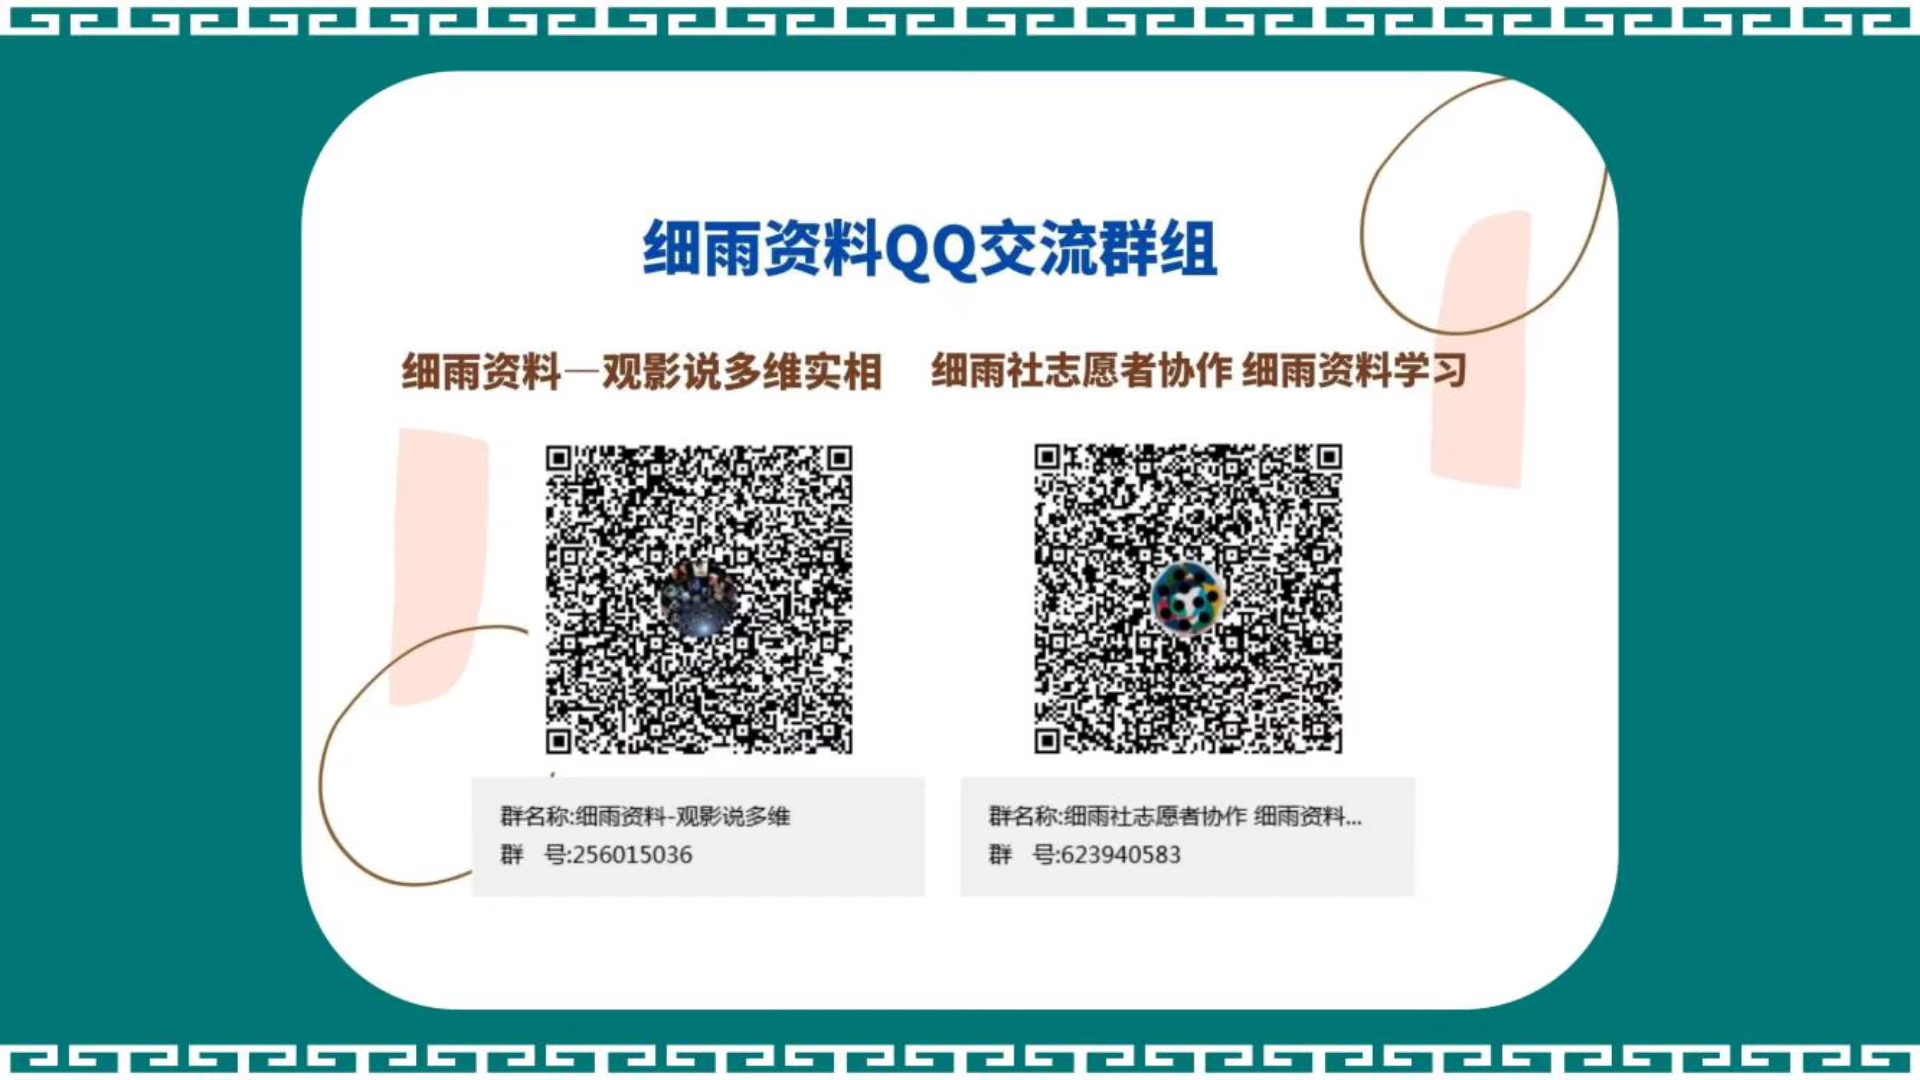 细雨资料QQ交流群组
细雨资料—观影说多维实相
细雨社志愿者协作 细雨资料学习
群名称:细雨资料-观影说多维
群 号:256015036
群名称:细雨社志愿者协作 细雨资料...
群 号:623940583